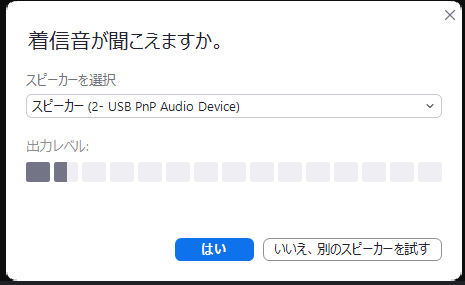 着信音が聞こえますか。
スピーカーを選択
スピーカー (2- USB PnP Audio Device)
出力レベル:
はい
いいえ、別のスピーカーを試す